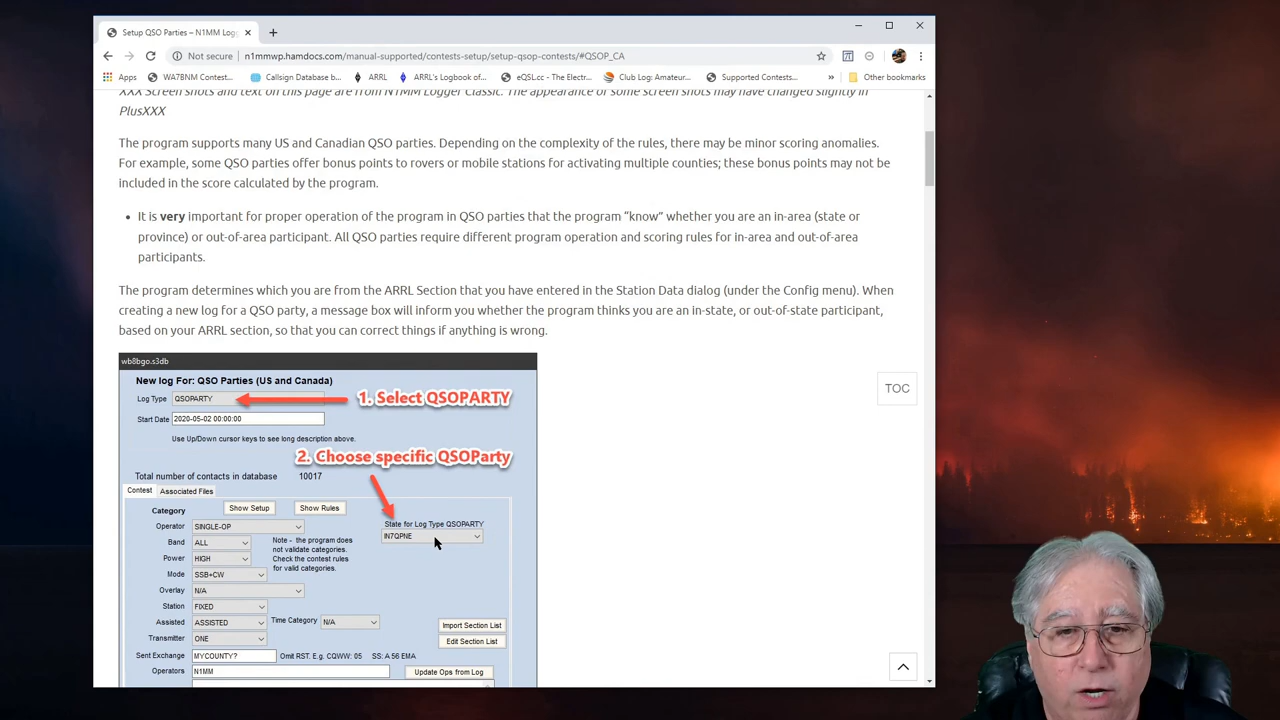 Setup QSO Parties – N1MM Log
Not secure
n1mmwp.hamdocs.com/manual-supported/contests-setup/setup-qsop-contests/#QSOP_CA
Apps
WA7BNM Contest...
Callsign Database b...
ARRL
ARRL's Logbook of...
eQSL.cc - The Electr...
Club Log: Amateur...
Supported Contests...
»
Other bookmarks
XXX Screen shots and text on this page are from N1MM Logger Classic. The appearance of some screen shots may have changed slightly in
PlusXXX
The program supports many US and Canadian QSO parties. Depending on the complexity of the rules, there may be minor scoring anomalies.
For example, some QSO parties offer bonus points to rovers or mobile stations for activating multiple counties; these bonus points may not be
included in the score calculated by the program.
• It is very important for proper operation of the program in QSO parties that the program “know” whether you are an in-area (state or
province) or out-of-area participant. All QSO parties require different program operation and scoring rules for in-area and out-of-area
participants.
The program determines which you are from the ARRL Section that you have entered in the Station Data dialog (under the Config menu). When
creating a new log for a QSO party, a message box will inform you whether the program thinks you are an in-state, or out-of-state participant,
based on your ARRL section, so that you can correct things if anything is wrong.
TOC
wb8bgo.s3db
New log For: QSO Parties (US and Canada)
Log Type QSOPARTY
1. Select QSOPARTY
Start Date 2020-05-02 00:00:00
Use Up/Down cursor keys to see long description above.
2. Choose specific QSOParty
Total number of contacts in database 10017
Contest Associated Files
Category Show Setup Show Rules
Operator SINGLE-OP
State for Log Type QSOPARTY
IN7QPNE
Band ALL
Note - the program does
not validate categories.
Check the contest rules
for valid categories.
Power HIGH
Mode SSB+CW
Overlay N/A
Station FIXED
Assisted ASSISTED Time Category N/A
Import Section List
Transmitter ONE
Edit Section List
Sent Exchange MYCOUNTY? Omit RST. E.g. CQWW: 05 SS: A 56 EMA
Operators N1MM Update Ops from Log